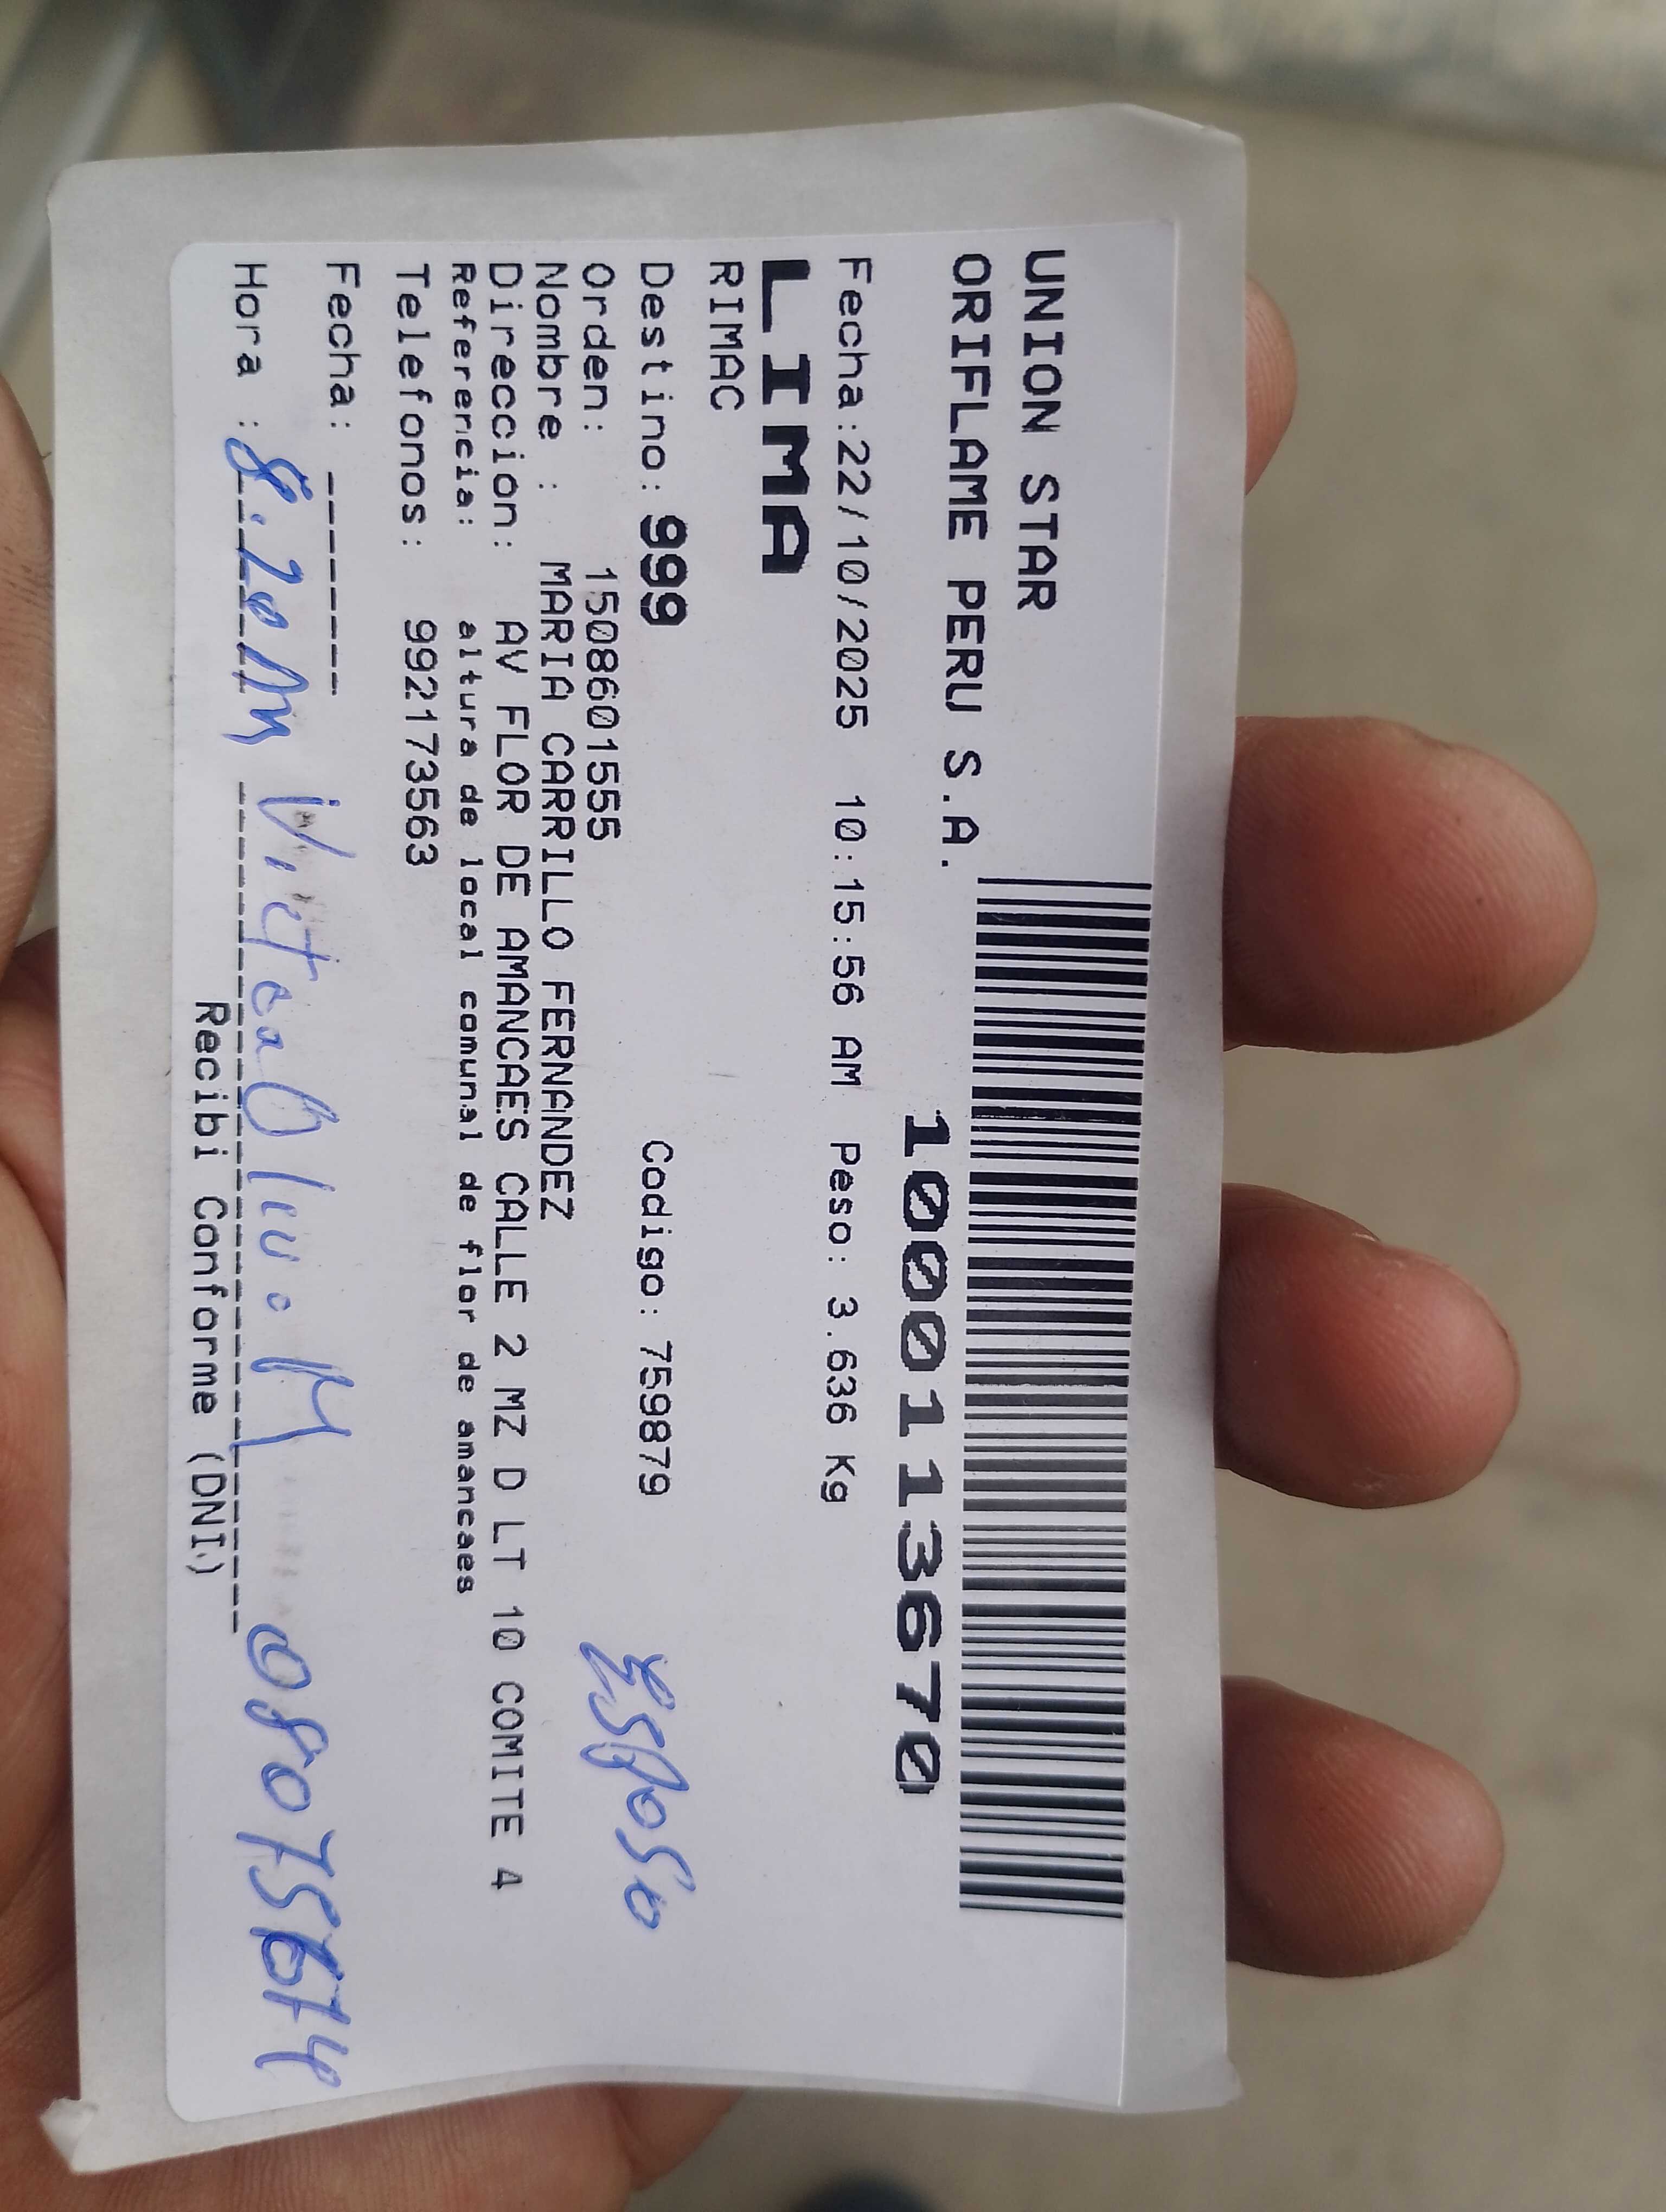 UNION STAR
ORIFLAME PERU S.A.
10001113670
Fecha:22/10/2025 10:15:56 AM Peso: 3.636 Kg
LIMA
RIMAC
Destino: 999 Codigo: 759879
Orden: 1508601555
Esposo
Nombre : MARIA CARRILLO FERNANDEZ
Dirección: AV FLOR DE AMANCAES CALLE 2 MZ D LT 10 COMITE 4
Referencia: altura de local comunal de flor de amancaes
Telefonos: 992173563
Fecha:
Hora : 8:20 M
Recibi Conforme (DNI)